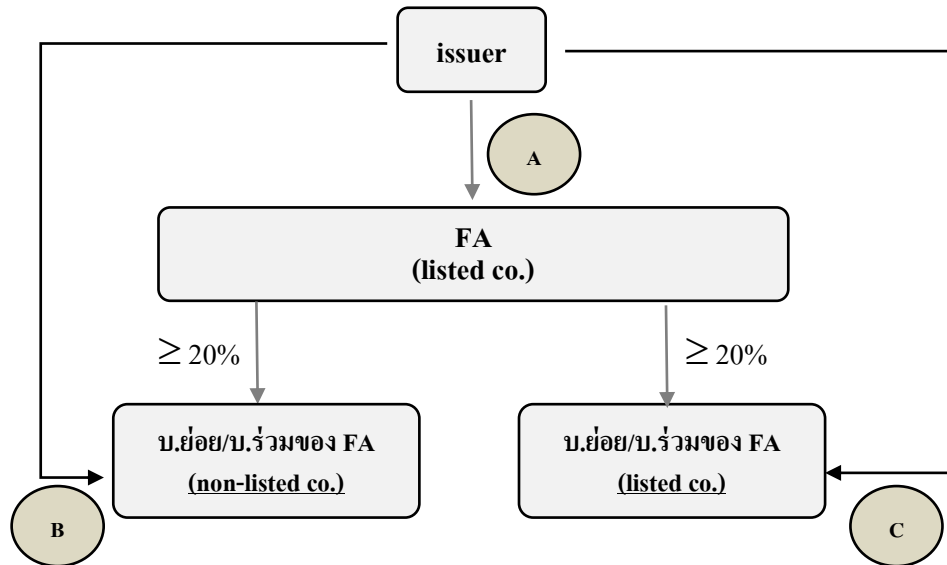 issuer
A
FA
(listed co.)
≥ 20%
≥ 20%
บ.ย่อย/บ.ร่วมของ FA
(non-listed co.)
บ.ย่อย/บ.ร่วมของ FA
(listed co.)
B
C